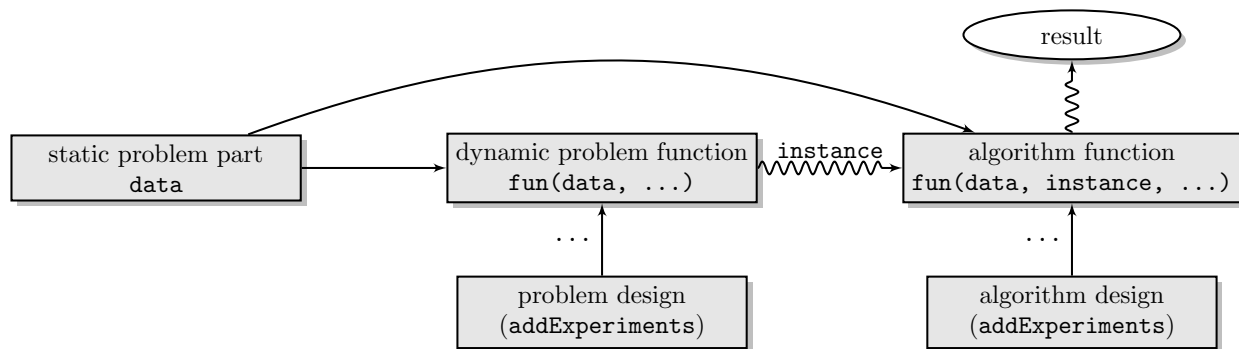 result
static problem part
data
dynamic problem function
fun(data, ...)
instance
algorithm function
fun(data, instance, ...)
...
...
problem design
(addExperiments)
algorithm design
(addExperiments)